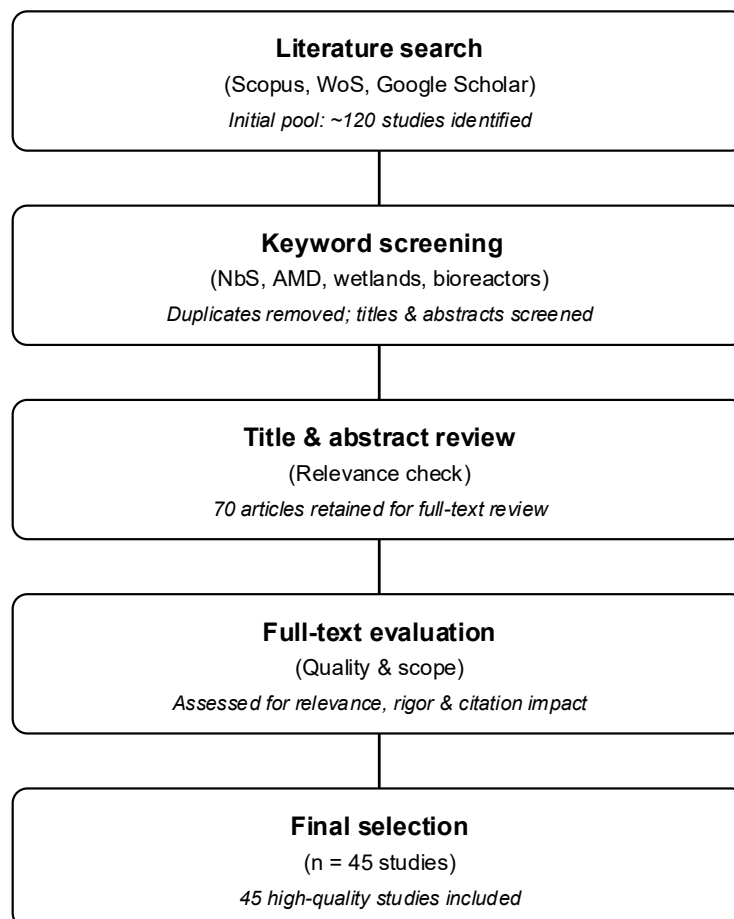 Literature search
(Scopus, WoS, Google Scholar)
Initial pool: ~120 studies identified
Keyword screening
(NbS, AMD, wetlands, bioreactors)
Duplicates removed; titles & abstracts screened
Title & abstract review
(Relevance check)
70 articles retained for full-text review
Full-text evaluation
(Quality & scope)
Assessed for relevance, rigor & citation impact
Final selection
(n = 45 studies)
45 high-quality studies included